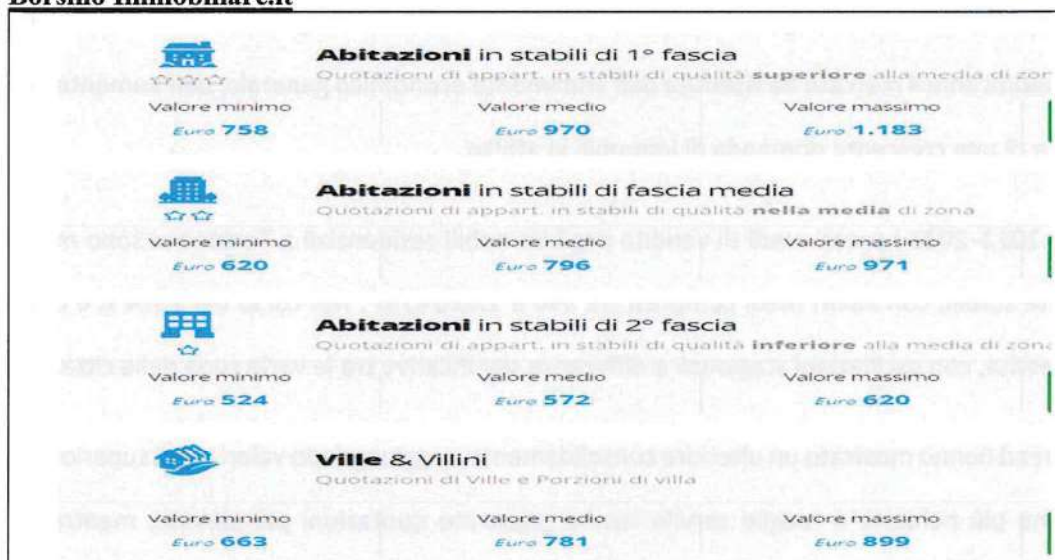 Borsino Immobiliare.it
Abitazioni in stabili di 1° fascia
Quotazioni di appart. in stabili di qualità superiore alla media di zon
Valore minimo Valore medio Valore massimo
Euro 758 Euro 970 Euro 1.183
Abitazioni in stabili di fascia media
Quotazioni di appart. in stabili di qualità nella media di zona
Valore minimo Valore medio Valore massimo
Euro 620 Euro 796 Euro 971
Abitazioni in stabili di 2° fascia
Quotazioni di appart. in stabili di qualità inferiore alla media di zona
Valore minimo Valore medio Valore massimo
Euro 524 Euro 572 Euro 620
Ville & Villini
Quotazioni di Ville e Porzioni di villa
Valore minimo Valore medio Valore massimo
Euro 663 Euro 781 Euro 899